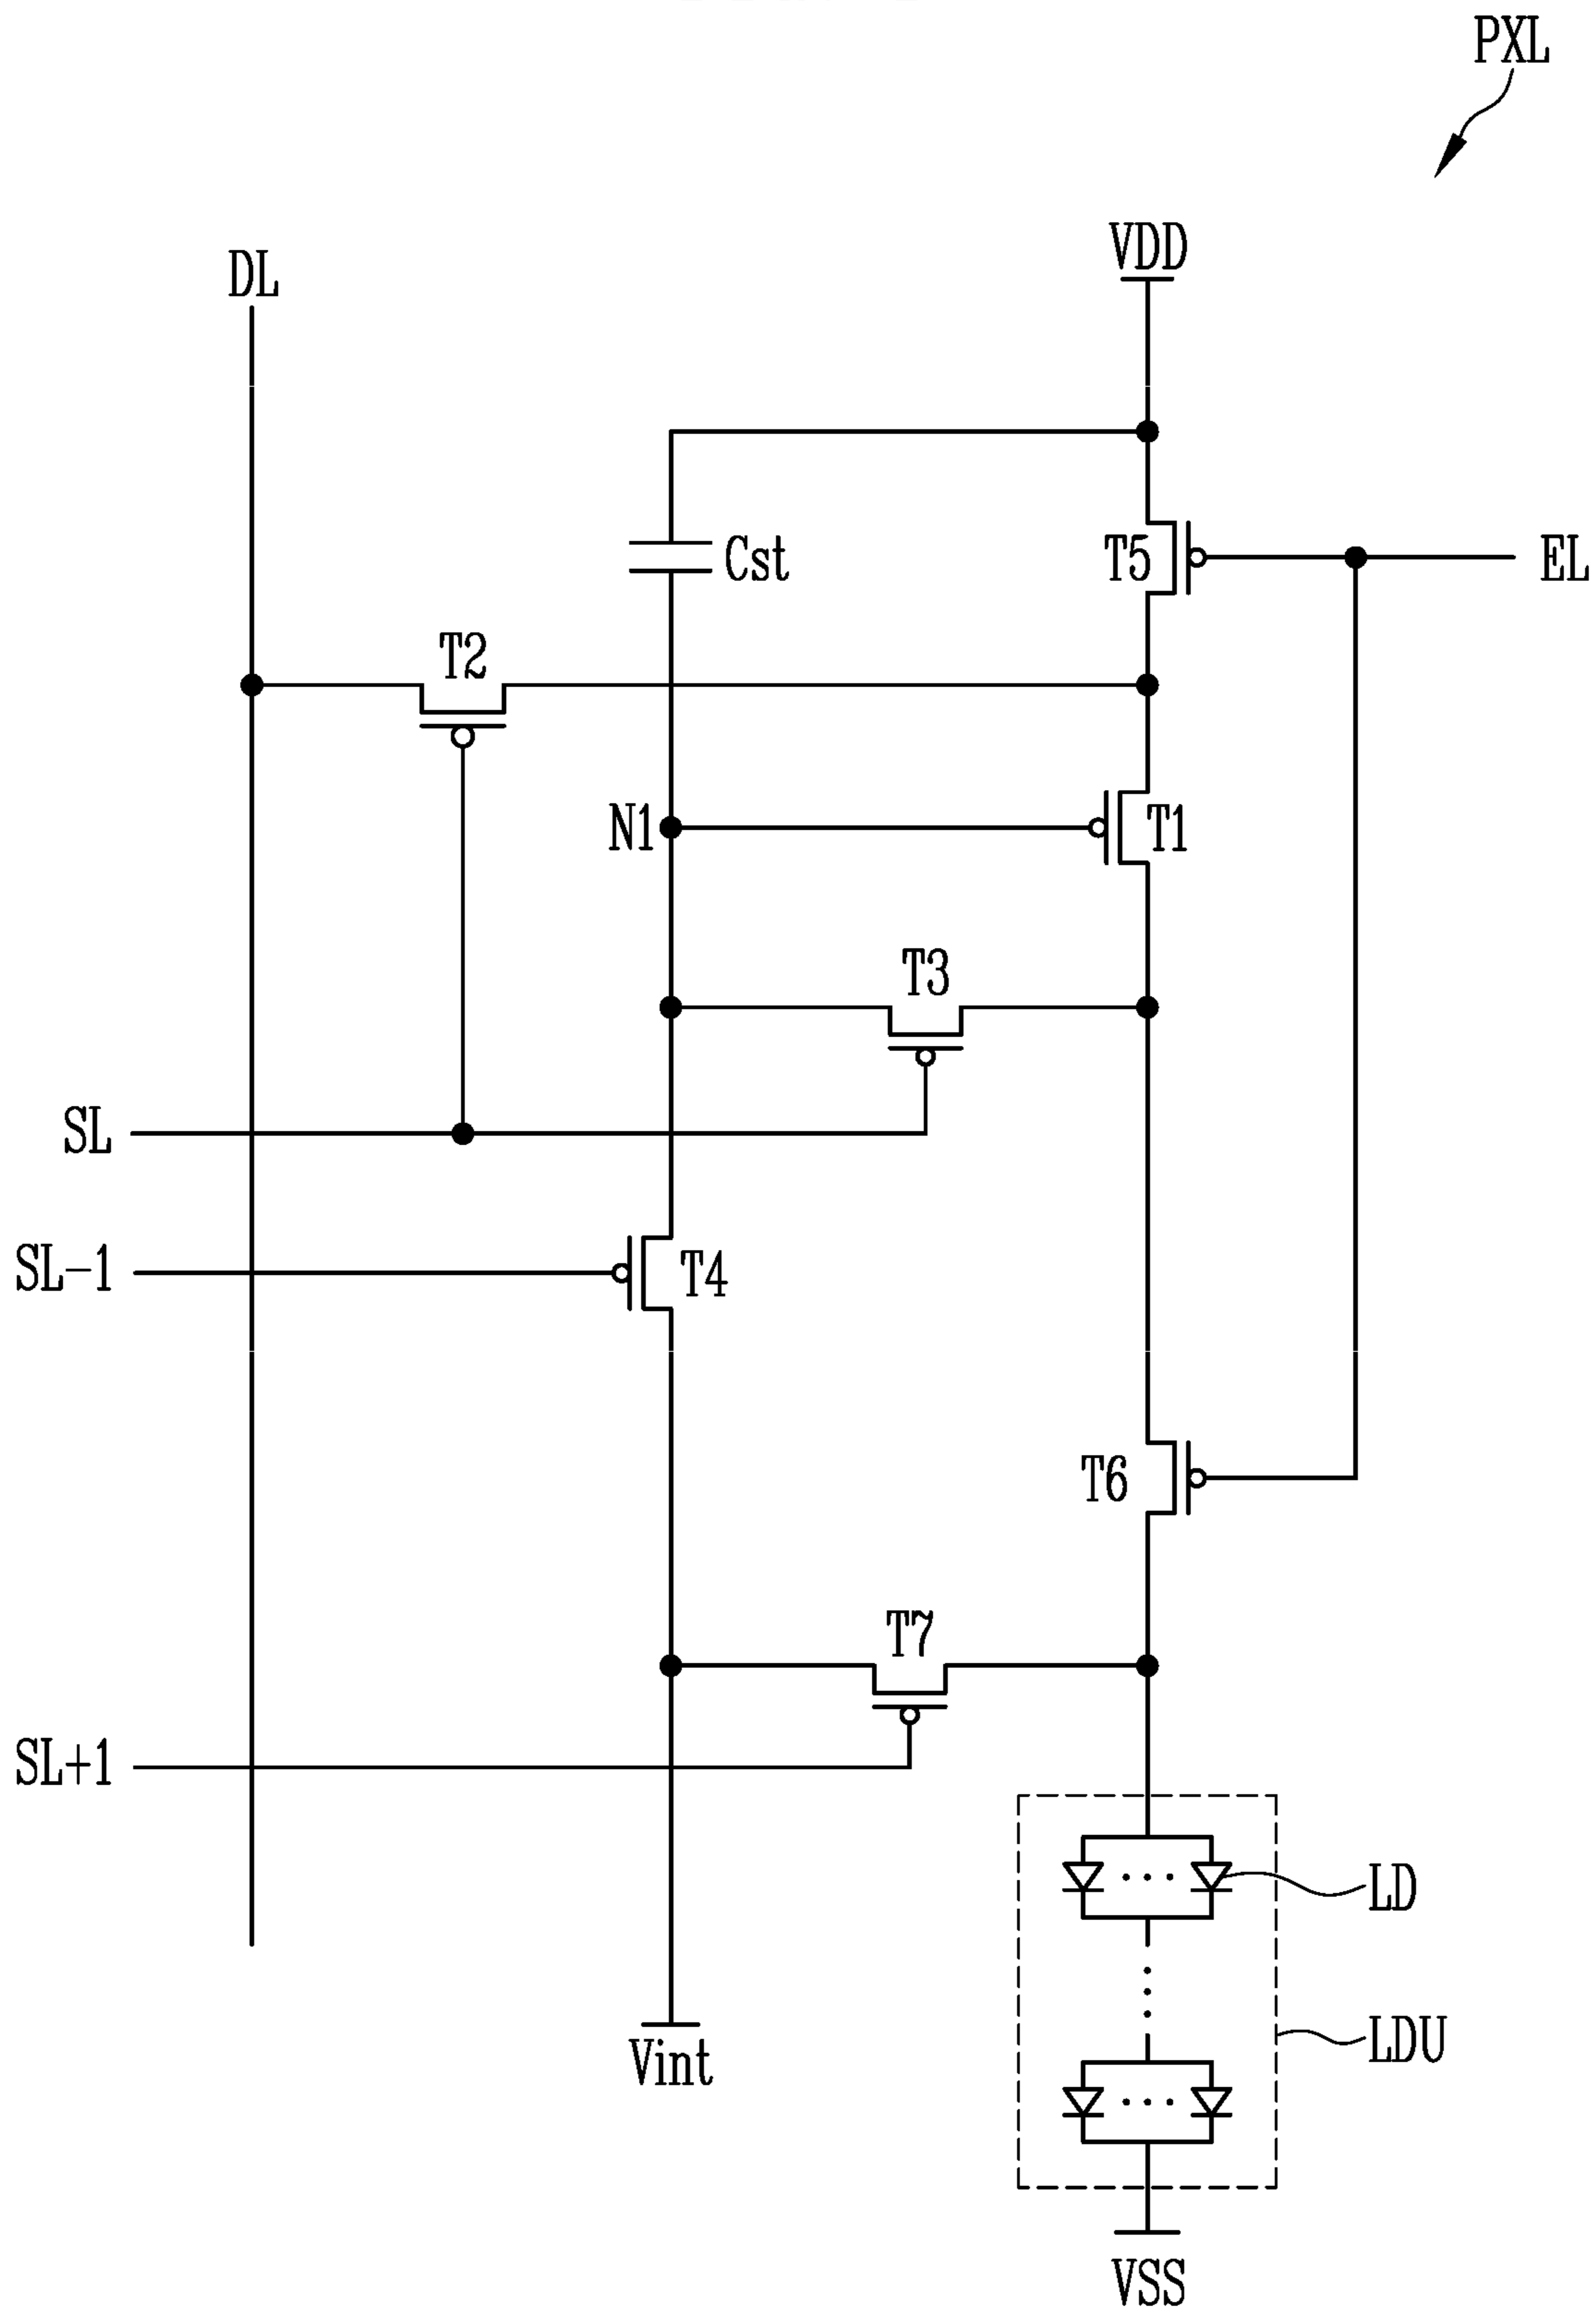 PXL
VDD
DL
Cst
T5
EL
T2
N1
T1
T3
SL
SL-1
T4
T6
T7
SL+1
LD
LDU
Vint
VSS